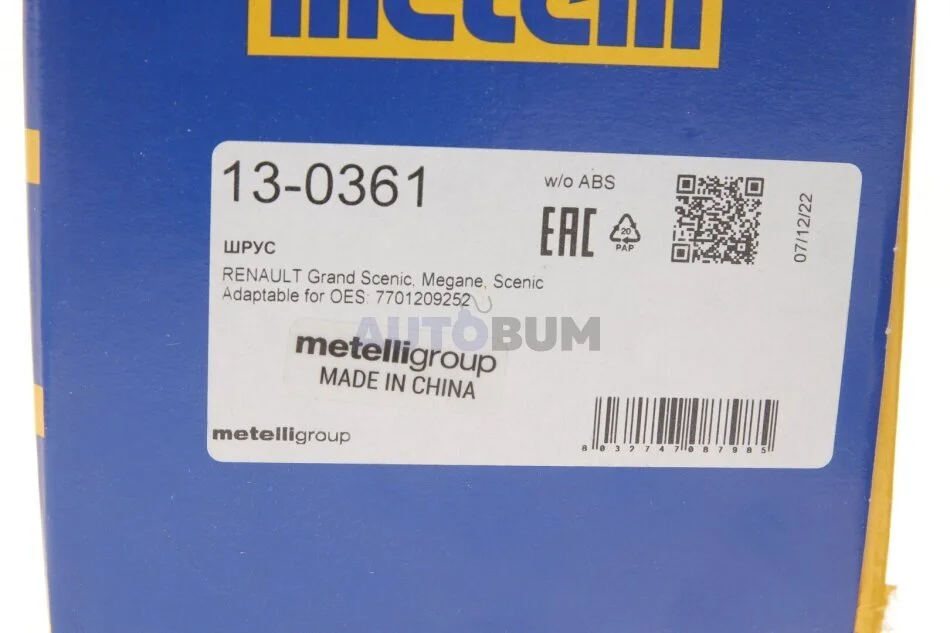 metelli
13-0361
w/o ABS
EAC
20
PAP
07/12/22
ШРУС
RENAULT Grand Scenic, Megane, Scenic
Adaptable for OES: 7701209252
AUTOBUM
metelligroup
MADE IN CHINA
metelligroup
8032747087985